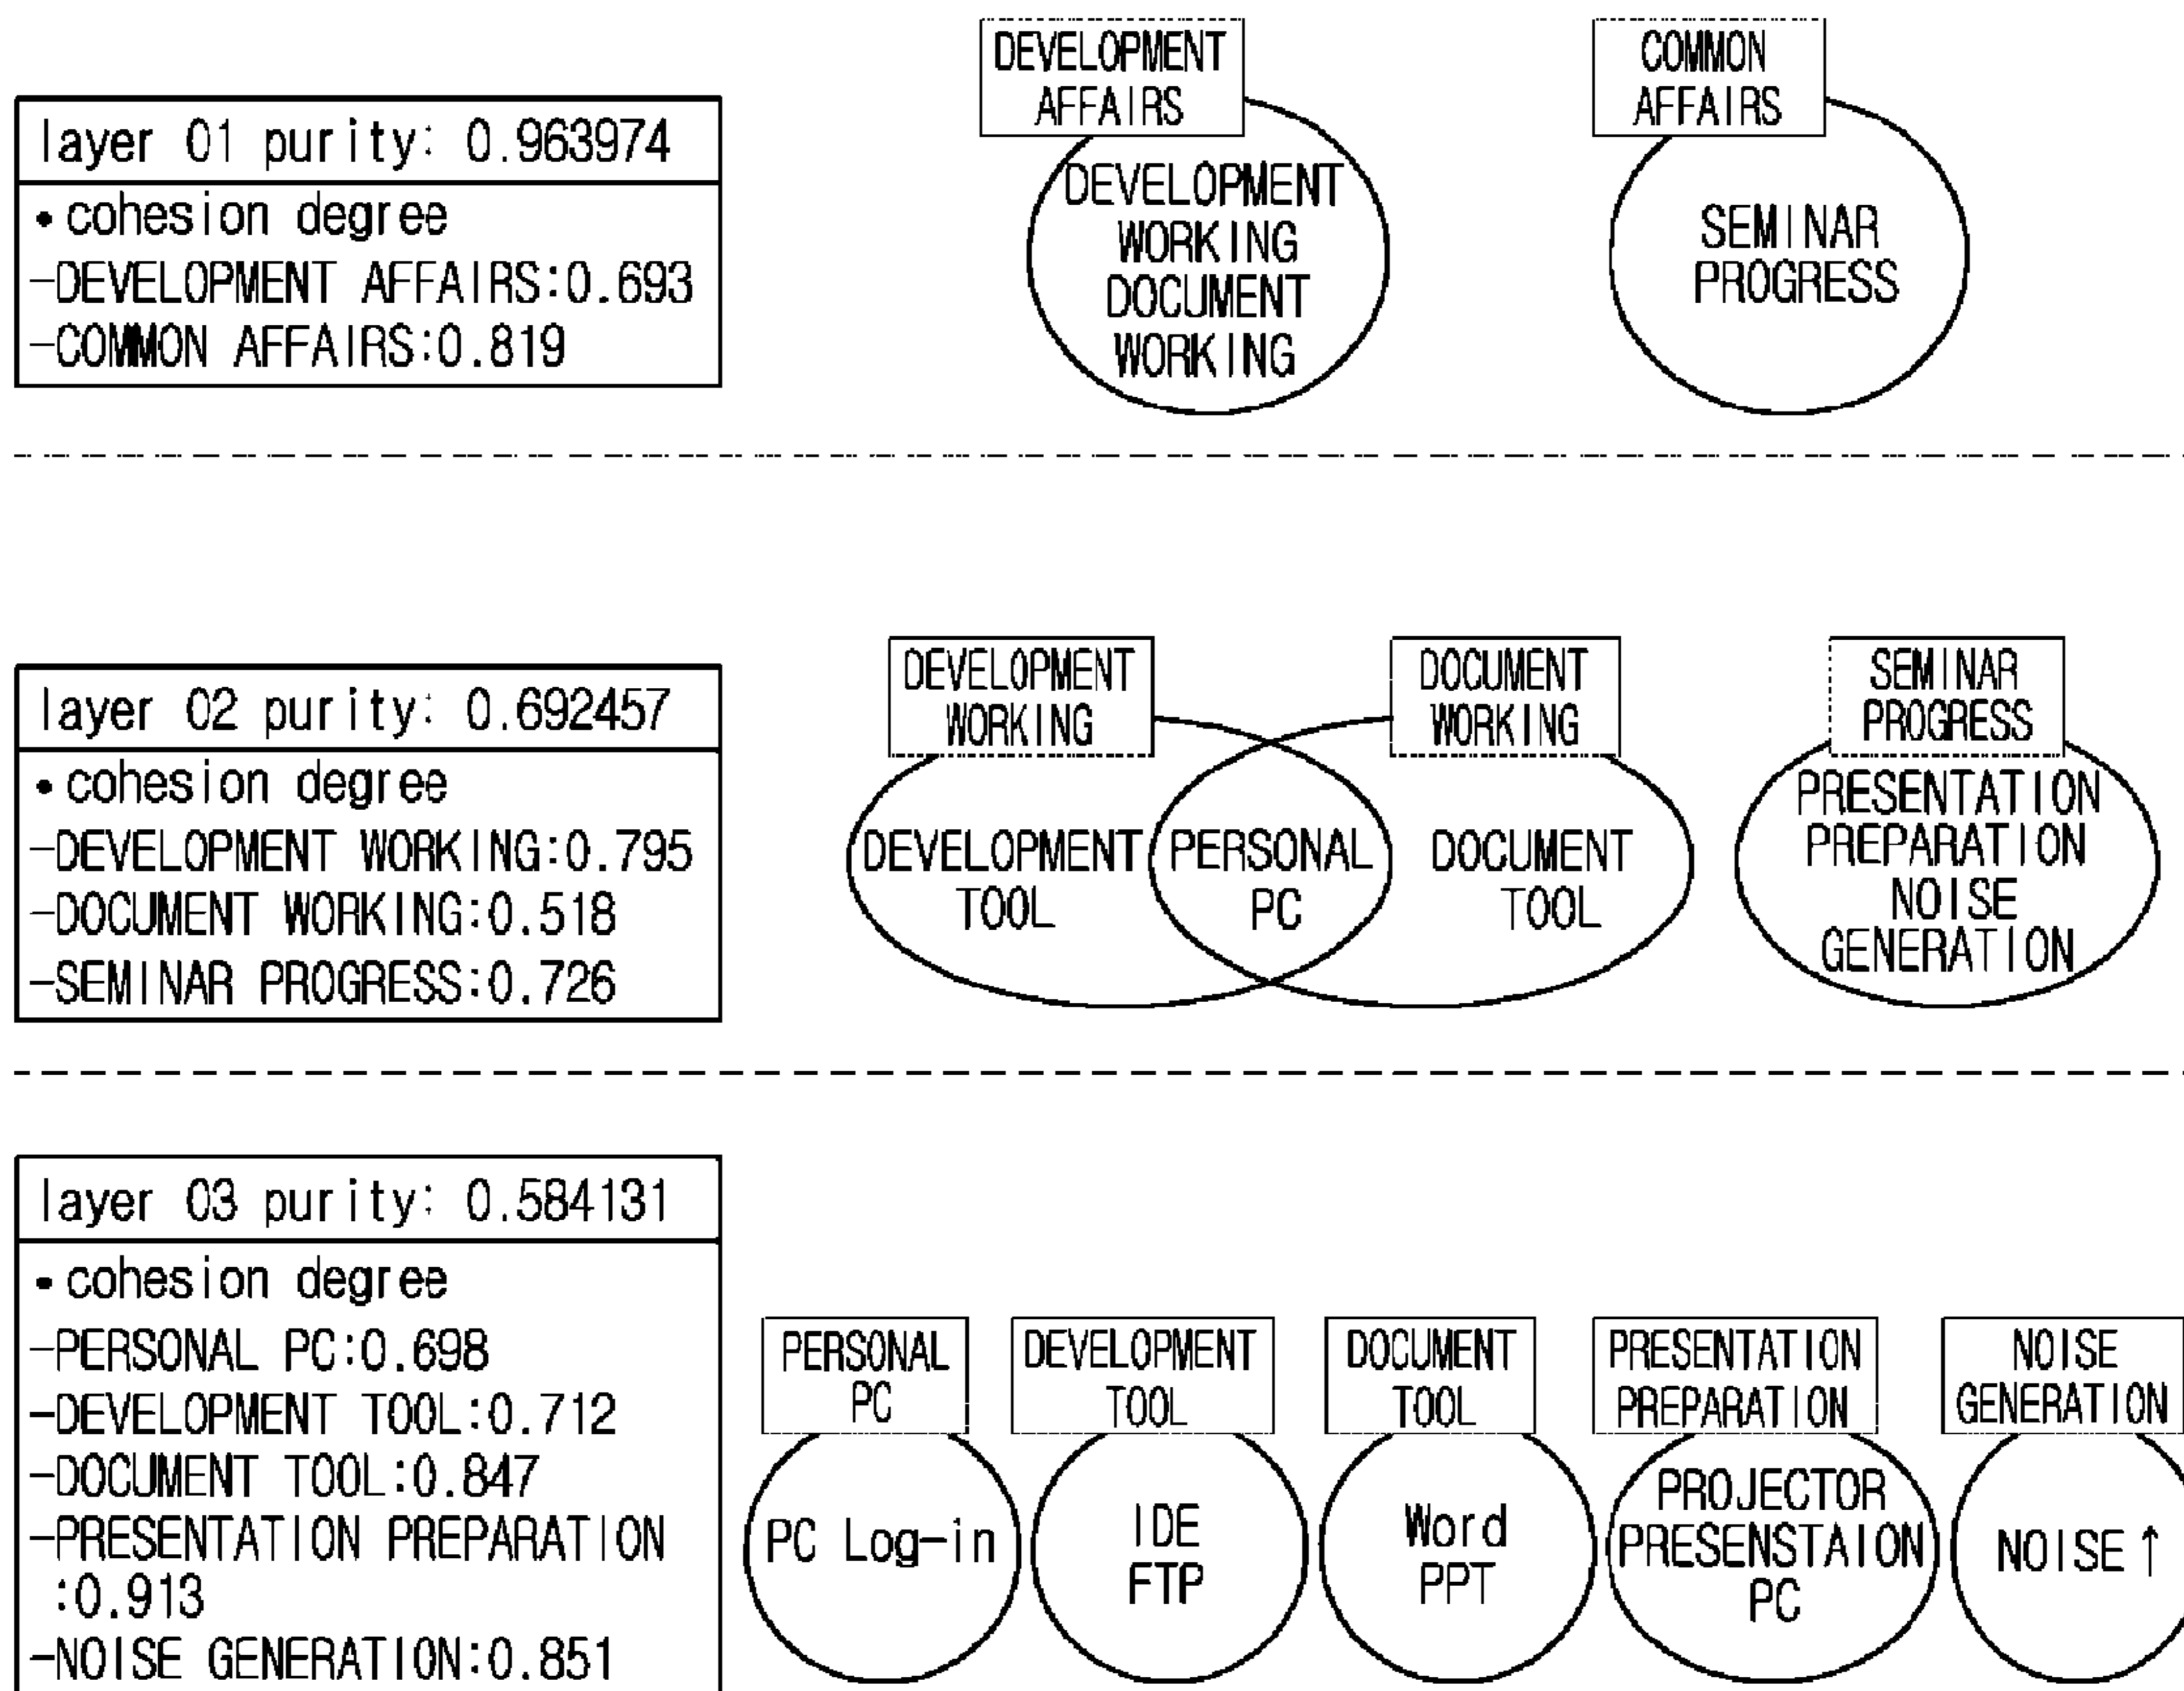 DEVELOPMENT
AFFAIRS
COMMON
AFFAIRS
layer 01 purity: 0.963974
•cohesion degree
-DEVELOPMENT AFFAIRS:0.693
-COMMON AFFAIRS:0.819
DEVELOPMENT
WORKING
DOCUMENT
WORKING
SEMINAR
PROGRESS
layer 02 purity: 0.692457
•cohesion degree
-DEVELOPMENT WORKING:0.795
-DOCUMENT WORKING:0.518
-SEMINAR PROGRESS:0.726
DEVELOPMENT
WORKING
DOCUMENT
WORKING
SEMINAR
PROGRESS
DEVELOPMENT
TOOL
PERSONAL
PC
DOCUMENT
TOOL
PRESENTATION
PREPARATION
NOISE
GENERATION
layer 03 purity: 0.584131
•cohesion degree
-PERSONAL PC:0.698
-DEVELOPMENT TOOL:0.712
-DOCUMENT TOOL:0.847
-PRESENTATION PREPARATION
:0.913
-NOISE GENERATION:0.851
PERSONAL
PC
DEVELOPMENT
TOOL
DOCUMENT
TOOL
PRESENTATION
PREPARATION
NOISE
GENERATION
PC Log-in
IDE
FTP
Word
PPT
PROJECTOR
PRESENSTAION
PC
NOISE↑